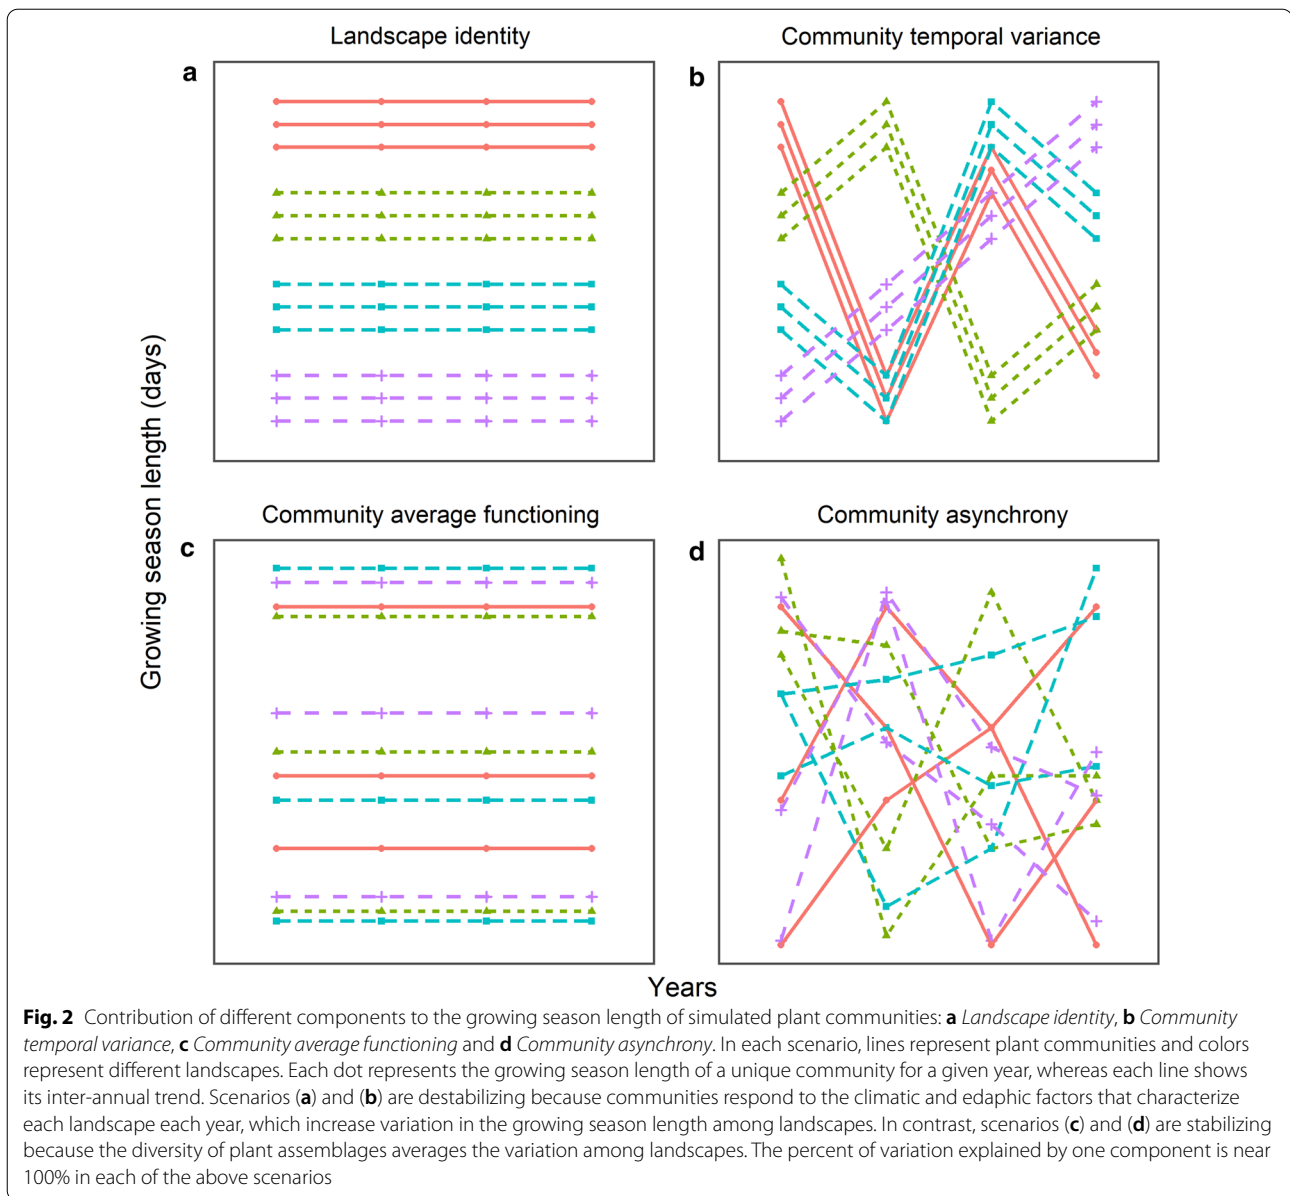 Landscape identity
Community temporal variance
a
b
Growing season length (days)
Community average functioning
Community asynchrony
c
d
Years
Fig. 2 Contribution of different components to the growing season length of simulated plant communities: a Landscape identity, b Community
temporal variance, c Community average functioning and d Community asynchrony. In each scenario, lines represent plant communities and colors
represent different landscapes. Each dot represents the growing season length of a unique community for a given year, whereas each line shows
its inter-annual trend. Scenarios (a) and (b) are destabilizing because communities respond to the climatic and edaphic factors that characterize
each landscape each year, which increase variation in the growing season length among landscapes. In contrast, scenarios (c) and (d) are stabilizing
because the diversity of plant assemblages averages the variation among landscapes. The percent of variation explained by one component is near
100% in each of the above scenarios